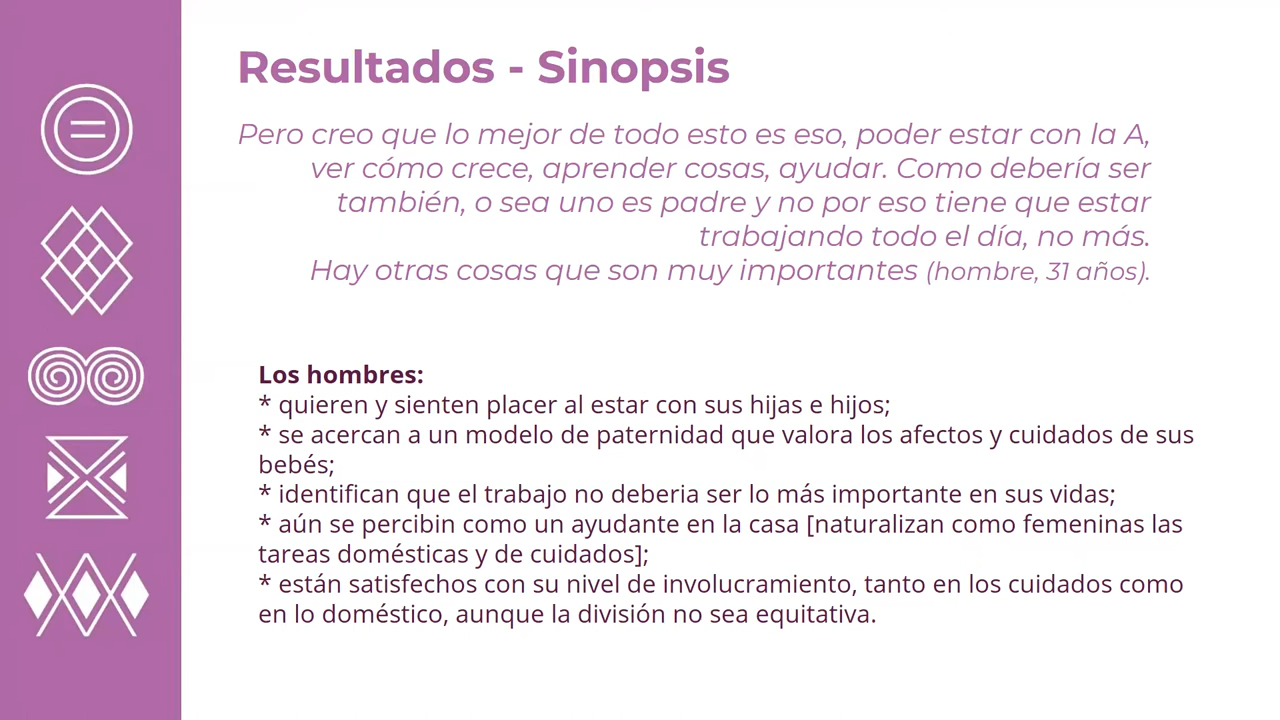 Resultados - Sinopsis
Pero creo que lo mejor de todo esto es eso, poder estar con la A,
ver cómo crece, aprender cosas, ayudar. Como debería ser
también, o sea uno es padre y no por eso tiene que estar
trabajando todo el día, no más.
Hay otras cosas que son muy importantes (hombre, 31 años).
Los hombres:
* quieren y sienten placer al estar con sus hijas e hijos;
* se acercan a un modelo de paternidad que valora los afectos y cuidados de sus
bebés;
* identifican que el trabajo no deberia ser lo más importante en sus vidas;
* aún se percibin como un ayudante en la casa [naturalizan como femeninas las
tareas domésticas y de cuidados];
* están satisfechos con su nivel de involucramiento, tanto en los cuidados como
en lo doméstico, aunque la división no sea equitativa.